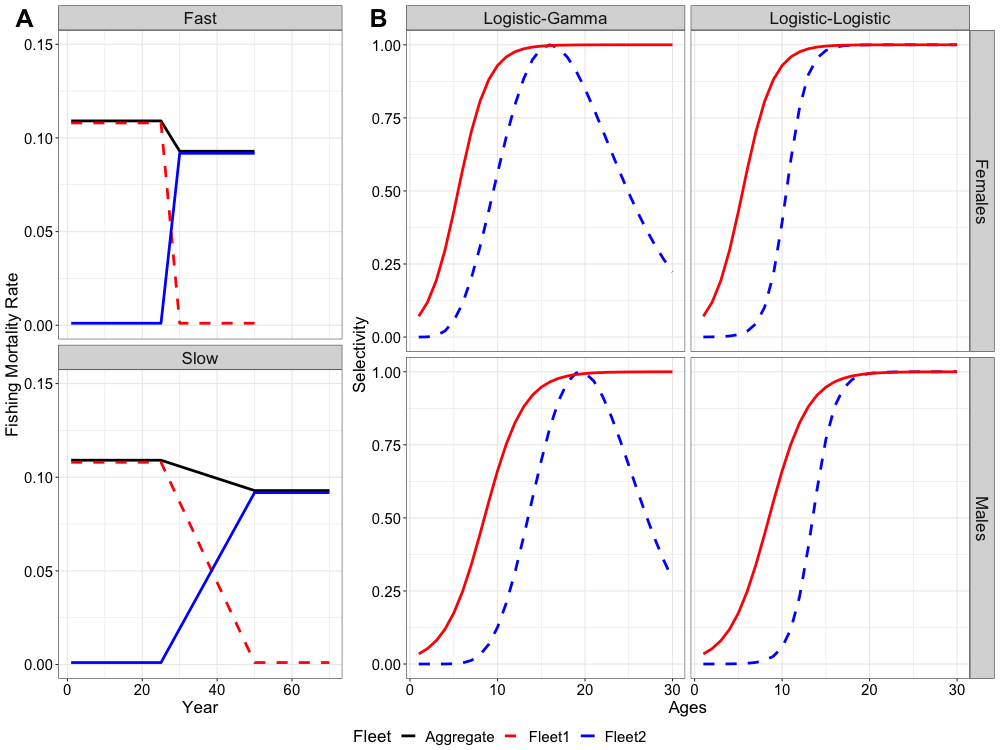 A
B
Fast
Logistic-Gamma
Logistic-Logistic
Fishing Mortality Rate
0.15
0.10
0.05
0.00
Slow
0.15
0.10
0.05
0.00
0
20
40
60
Year
Selectivity
1.00
0.75
0.50
0.25
0.00
Females
1.00
0.75
0.50
0.25
0.00
Males
0
10
20
30
0
10
20
30
Ages
Fleet Aggregate Fleet1 Fleet2